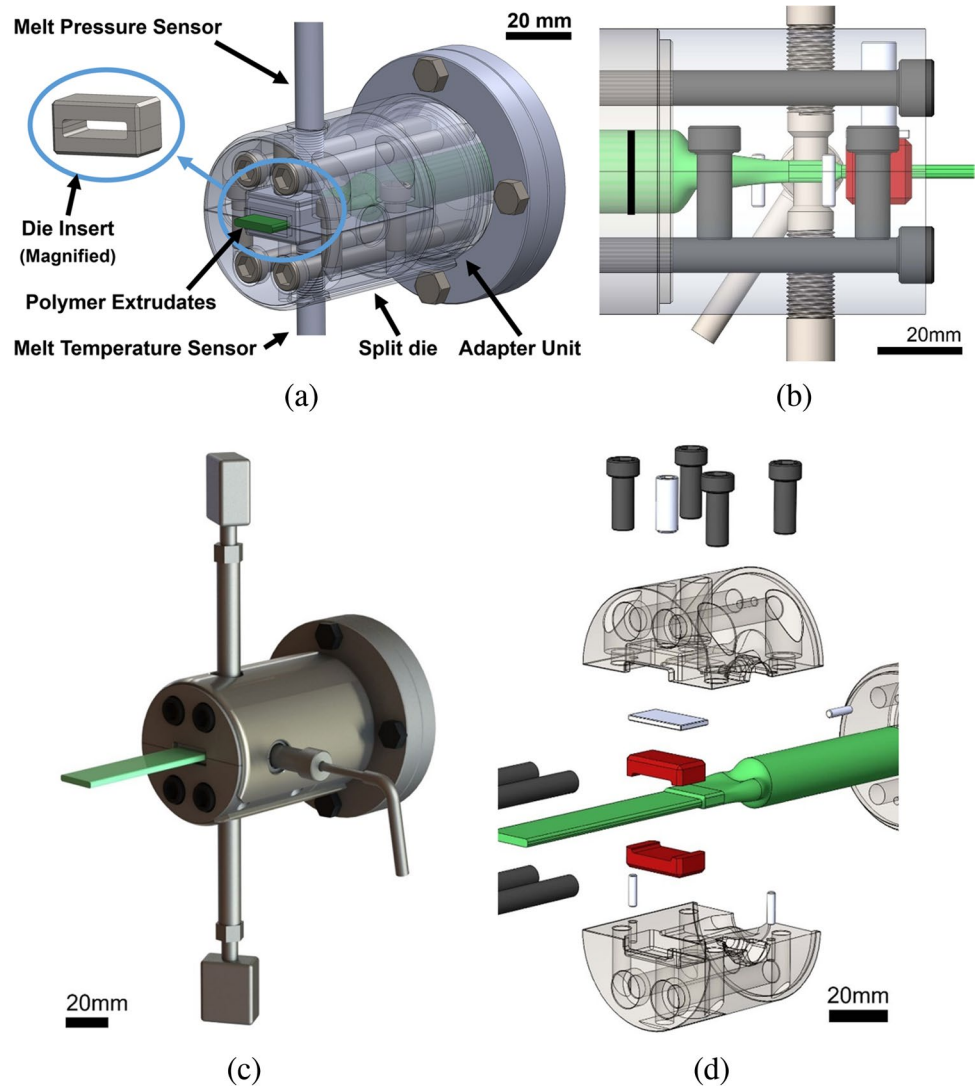 Melt Pressure Sensor
20 mm
Die Insert
(Magnified)
Polymer Extrudates
Melt Temperature Sensor
Split die
Adapter Unit
20mm
(a)
(b)
20mm
20mm
(c)
(d)